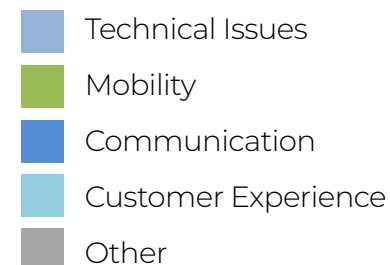 Technical Issues
Mobility
Communication
Customer Experience
Other